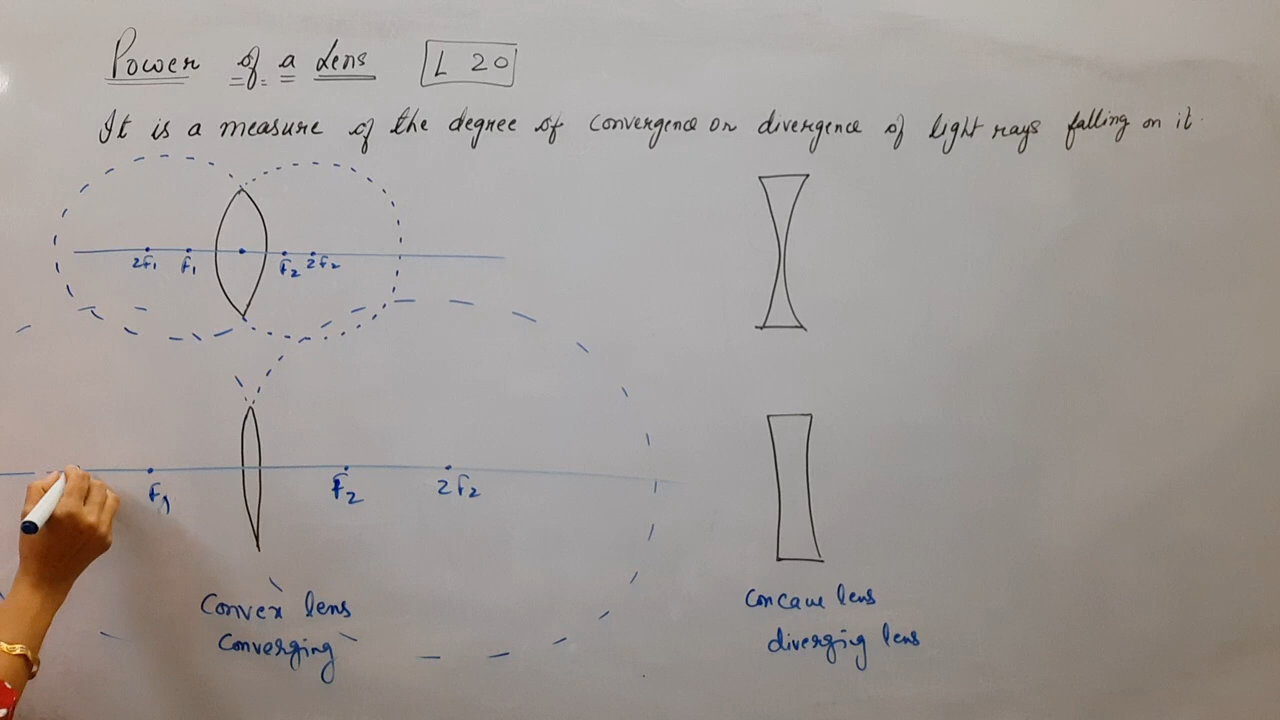 Power of a Lens L 20
It is a measure of the degree of convergence or divergence of light rays falling on it.
2F₁ F₁ F₂ 2F₂
F₁ F₂ 2F₂
Convex lens
Converging
Concave lens
diverging lens